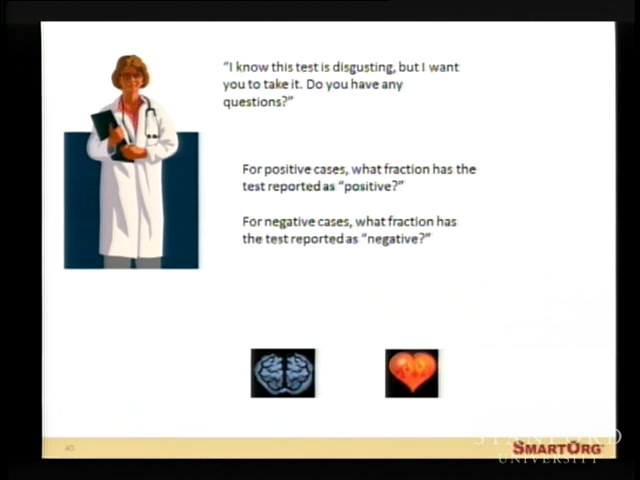 “I know this test is disgusting, but I want
you to take it. Do you have any
questions?”
For positive cases, what fraction has the
test reported as “positive?”
For negative cases, what fraction has
the test reported as “negative?”
40
STANFORD
UNIVERSITY
SMARTORG